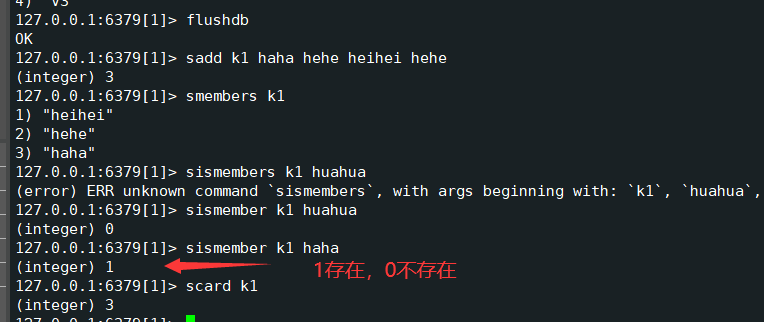 4) "v3"
127.0.0.1:6379[1]> flushdb
OK
127.0.0.1:6379[1]> sadd k1 haha hehe heihei hehe
(integer) 3
127.0.0.1:6379[1]> smembers k1
1) "heihei"
2) "hehe"
3) "haha"
127.0.0.1:6379[1]> sismembers k1 huahua
(error) ERR unknown command `sismembers`, with args beginning with: `k1`, `huahua`,
127.0.0.1:6379[1]> sismember k1 huahua
(integer) 0
127.0.0.1:6379[1]> sismember k1 haha
(integer) 1 1存在，0不存在
127.0.0.1:6379[1]> scard k1
(integer) 3
127.0.0.1:6379[1]>